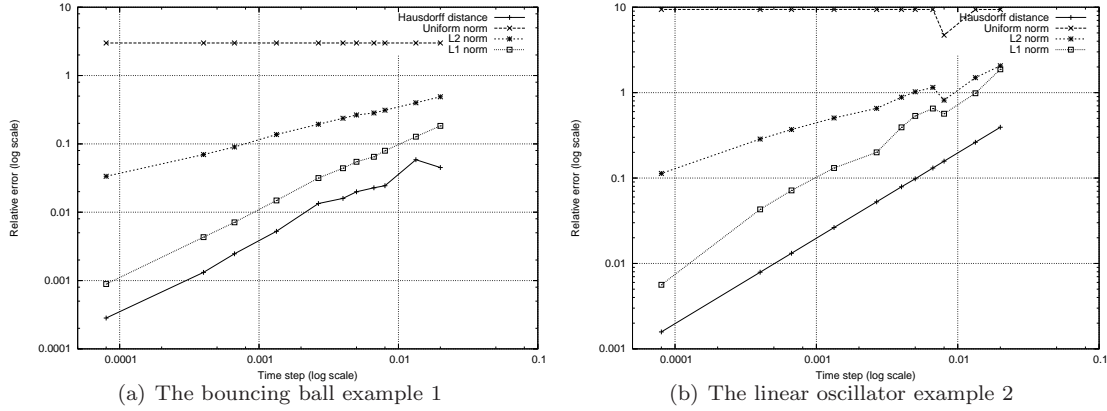 10
1
0.1
0.01
0.001
0.0001
0.0001
0.001
0.01
0.1
Relative error (log scale)
Time step (log scale)
Hausdorff distance
Uniform norm
L2 norm
L1 norm
(a) The bouncing ball example 1
10
1
0.1
0.01
0.001
0.0001
0.001
0.01
0.1
Relative error (log scale)
Time step (log scale)
Hausdorff distance
Uniform norm
L2 norm
L1 norm
(b) The linear oscillator example 2